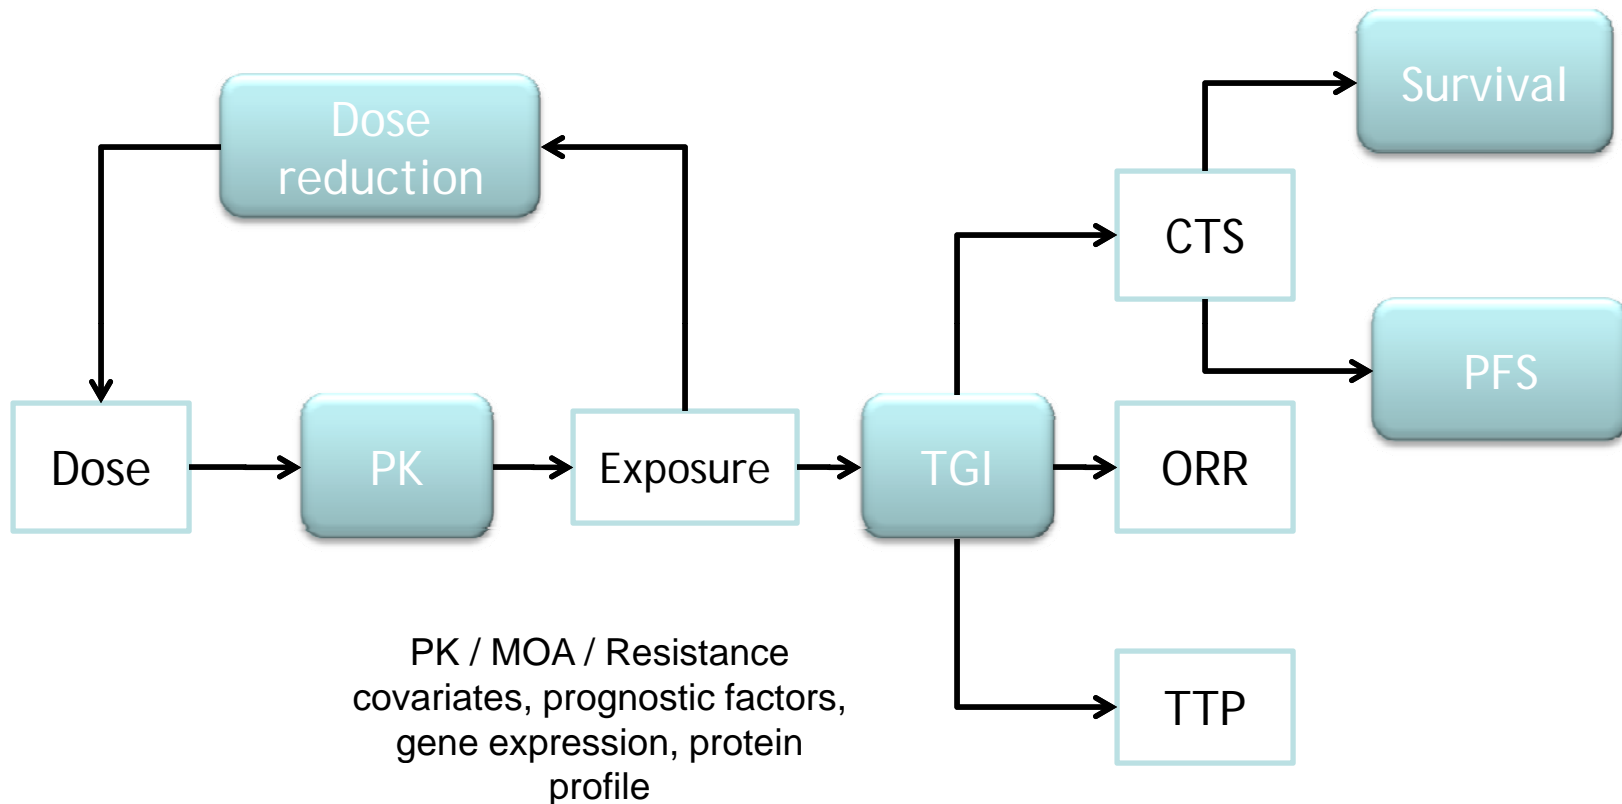 Survival
Dose
reduction
CTS
PFS
Dose
PK
Exposure
TGI
ORR
PK / MOA / Resistance
covariates, prognostic factors,
gene expression, protein
profile
TTP